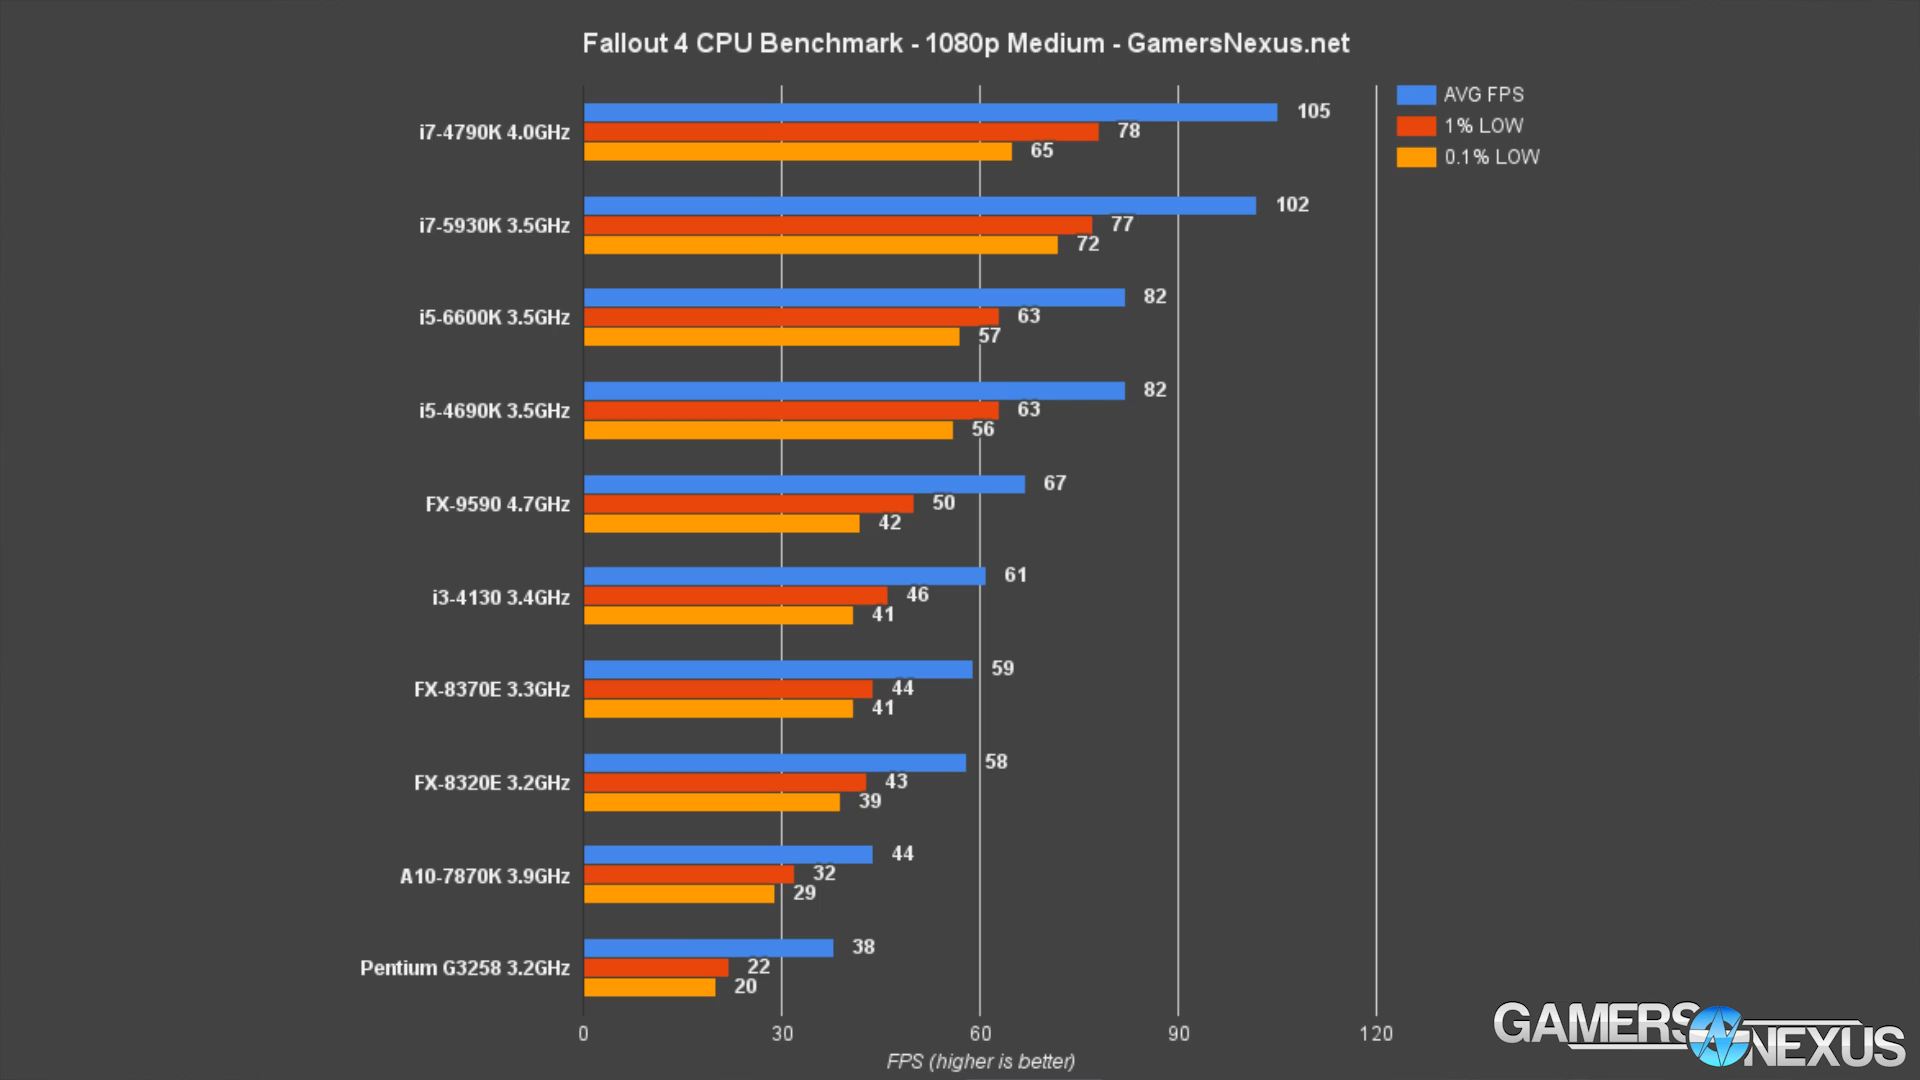 Fallout 4 CPU Benchmark - 1080p Medium - GamersNexus.net
AVG FPS
1% LOW
0.1% LOW
i7-4790K 4.0GHz
105
78
65
i7-5930K 3.5GHz
102
77
72
i5-6600K 3.5GHz
82
63
57
i5-4690K 3.5GHz
82
63
56
FX-9590 4.7GHz
67
50
42
i3-4130 3.4GHz
61
46
41
FX-8370E 3.3GHz
59
44
41
FX-8320E 3.2GHz
58
43
39
A10-7870K 3.9GHz
44
32
29
Pentium G3258 3.2GHz
38
22
20
0 30 60 90 120
FPS (higher is better)
GAMERS
NEXUS